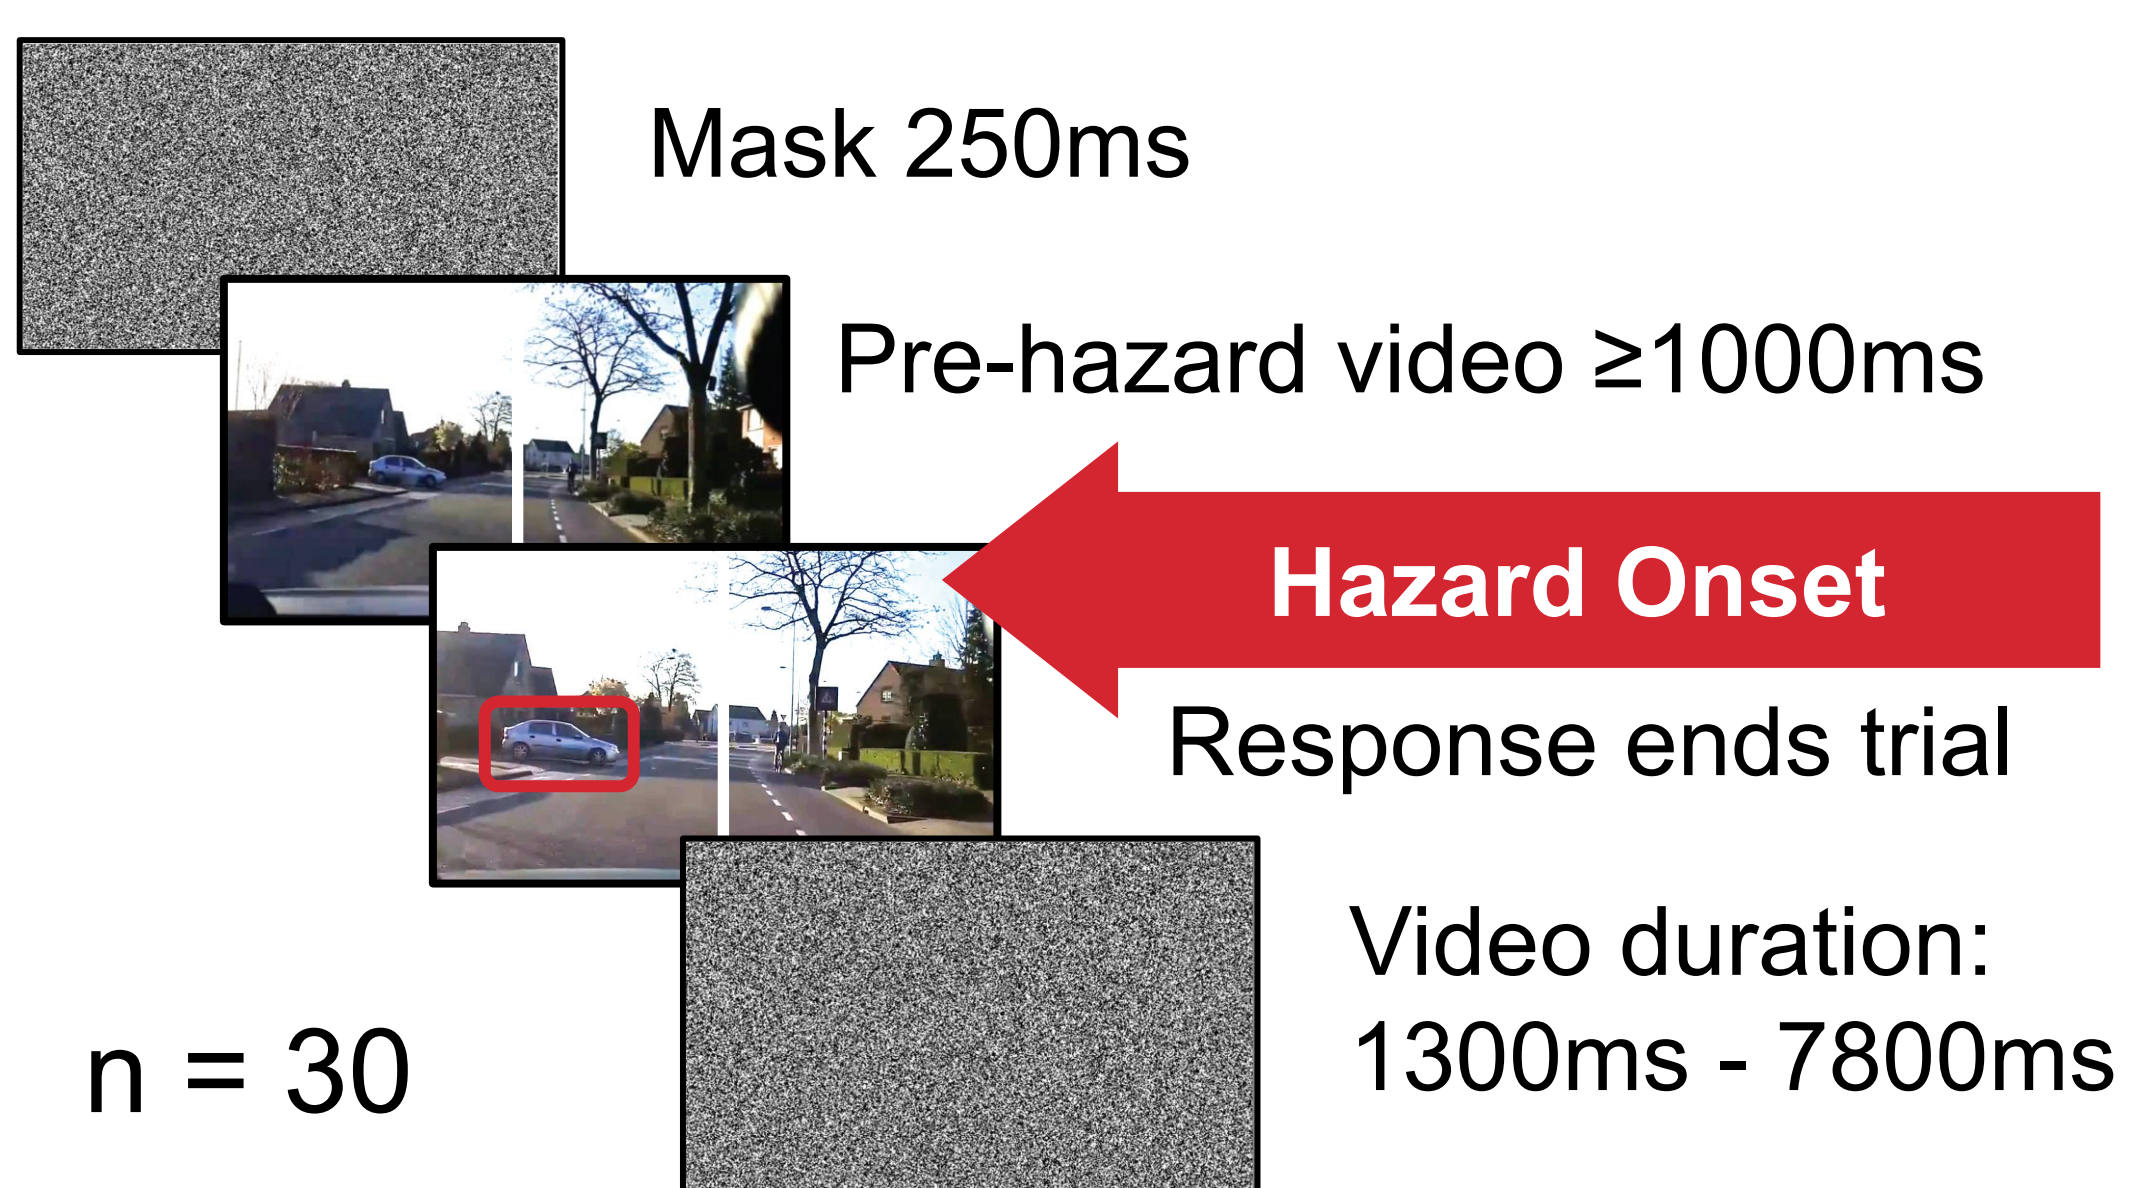 Mask 250ms
Pre-hazard video ≥1000ms
Hazard Onset
Response ends trial
Video duration:
1300ms - 7800ms
n = 30